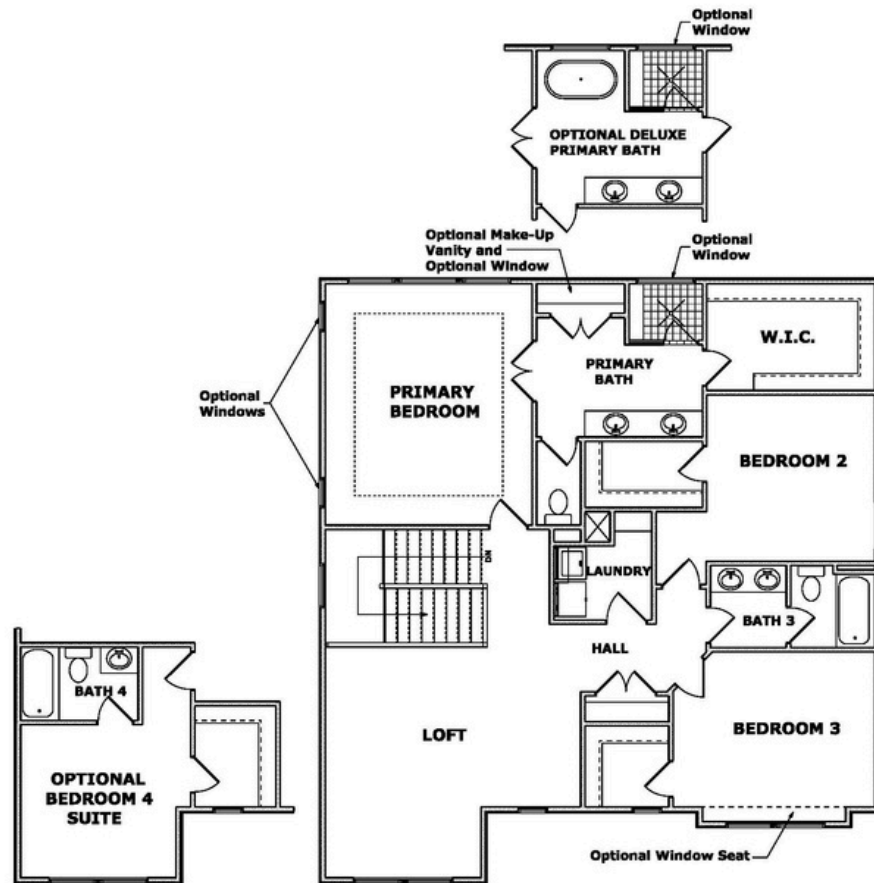 Optional
Window
OPTIONAL DELUXE
PRIMARY BATH
Optional Make-Up
Vanity and
Optional Window
Optional
Window
W.I.C.
PRIMARY
BATH
PRIMARY
BEDROOM
Optional
Windows
BEDROOM 2
DN
LAUNDRY
BATH 3
HALL
BATH 4
LOFT
BEDROOM 3
OPTIONAL
BEDROOM 4
SUITE
Optional Window Seat